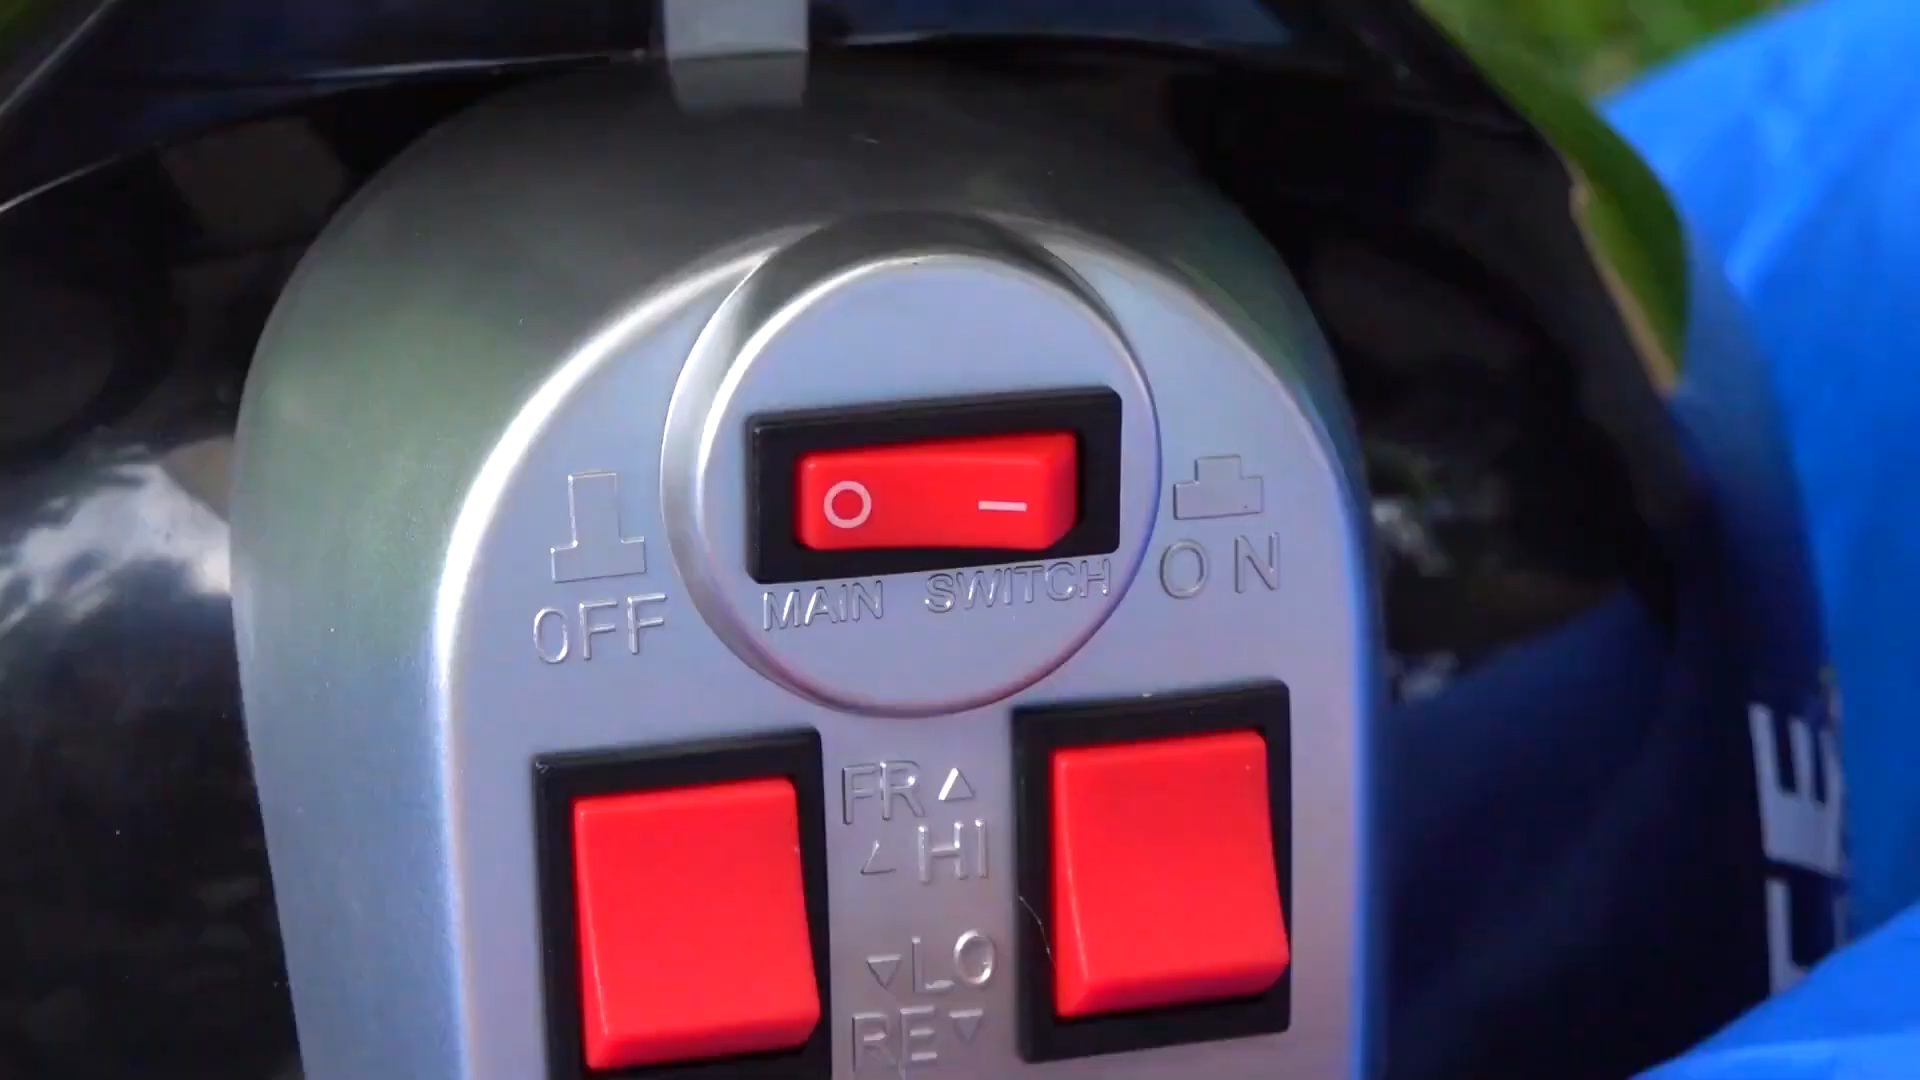 O —
MAIN SWITCH
OFF
ON
FR △
∠ HI
▽ LO
RE ▽